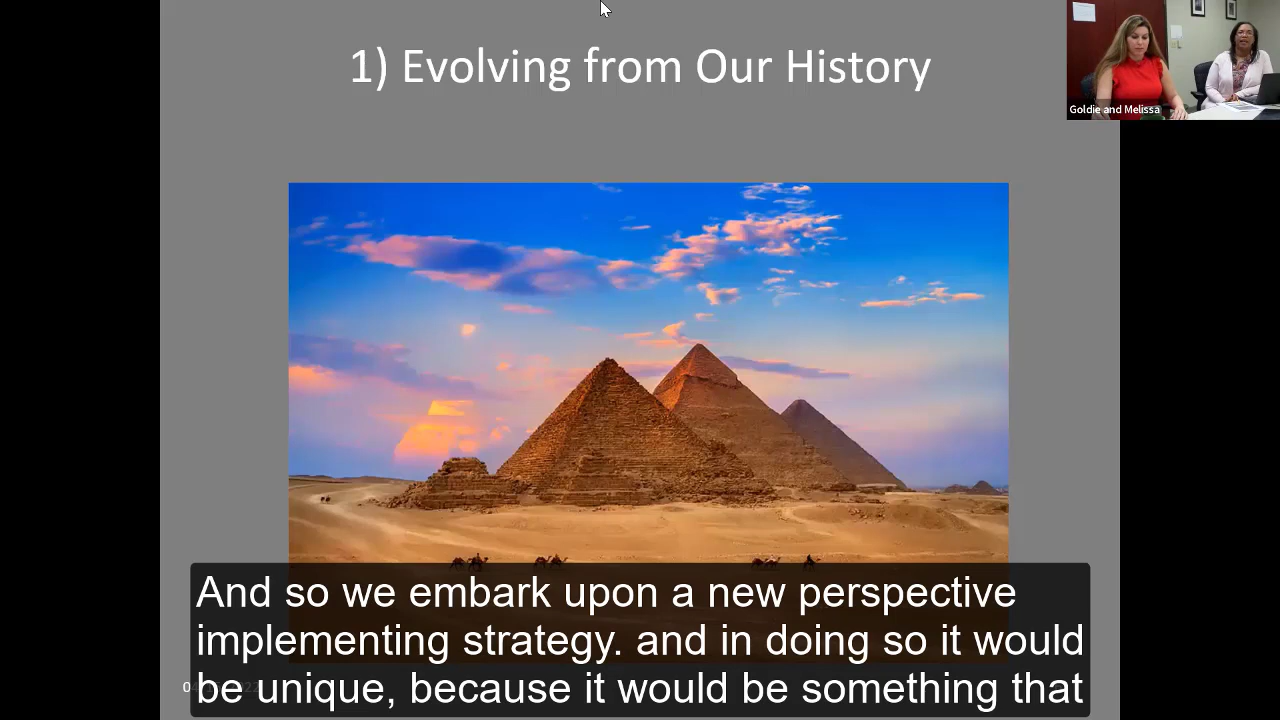 1) Evolving from Our History
Goldie and Melissa
And so we embark upon a new perspective
implementing strategy. and in doing so it would
be unique, because it would be something that